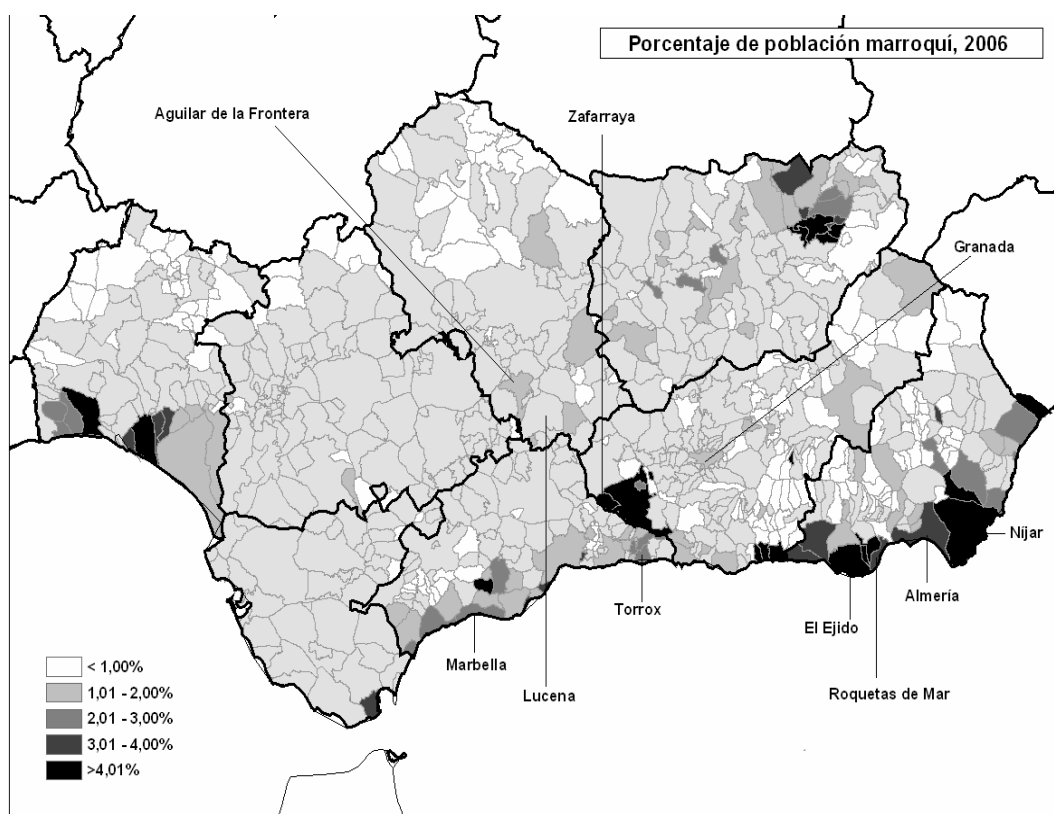 Porcentaje de población marroquí, 2006
Aguilar de la Frontera
Zafarraya
Granada
Níjar
Almería
Torrox
El Ejido
Marbella
Roquetas de Mar
Lucena
< 1,00%
1,01 - 2,00%
2,01 - 3,00%
3,01 - 4,00%
>4,01%